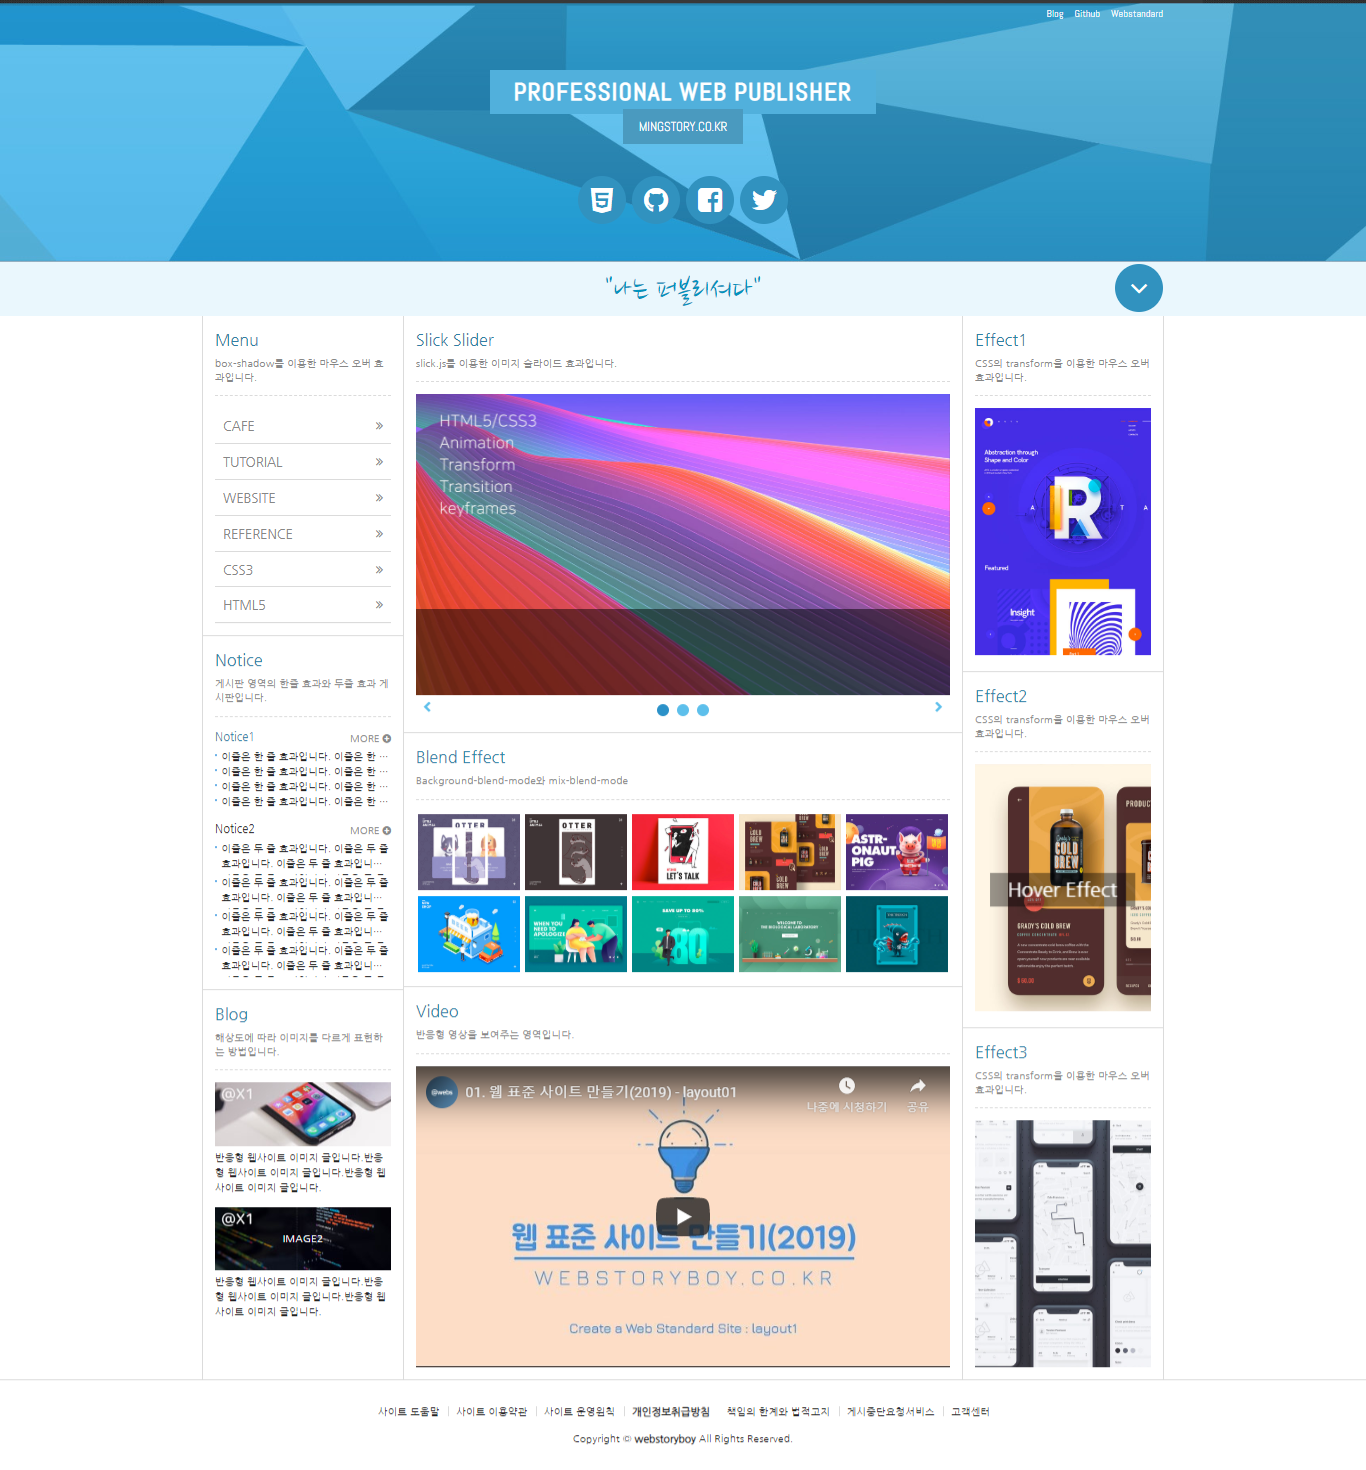 Blog Github Webstandard
PROFESSIONAL WEB PUBLISHER
MINGSTORY.CO.KR
"나는 퍼블리셔다"
Menu
box-shadow를 이용한 마우스 오버 효
과입니다.
CAFE
TUTORIAL
WEBSITE
REFERENCE
CSS3
HTML5
Notice
게시판 영역의 한줄 효과와 두줄 효과 게
시판입니다.
Notice1 MORE
이줄은 한 줄 효과입니다. 이줄은 한 ...
이줄은 한 줄 효과입니다. 이줄은 한 ...
이줄은 한 줄 효과입니다. 이줄은 한 ...
이줄은 한 줄 효과입니다. 이줄은 한 ...
Notice2 MORE
이줄은 두 줄 효과입니다. 이줄은 두 줄
효과입니다. 이줄은 두 줄 효과입니...
이줄은 두 줄 효과입니다. 이줄은 두 줄
효과입니다. 이줄은 두 줄 효과입니...
이줄은 두 줄 효과입니다. 이줄은 두 줄
효과입니다. 이줄은 두 줄 효과입니...
이줄은 두 줄 효과입니다. 이줄은 두 줄
효과입니다. 이줄은 두 줄 효과입니...
Blog
해상도에 따라 이미지를 다르게 표현하
는 방법입니다.
@X1
반응형 웹사이트 이미지 글입니다.반응
형 웹사이트 이미지 글입니다.반응형 웹
사이트 이미지 글입니다.
@X1
IMAGE2
반응형 웹사이트 이미지 글입니다.반응
형 웹사이트 이미지 글입니다.반응형 웹
사이트 이미지 글입니다.
Slick Slider
slick.js를 이용한 이미지 슬라이드 효과입니다.
HTML5/CSS3
Animation
Transform
Transition
keyframes
Blend Effect
Background-blend-mode와 mix-blend-mode
OTTER
OTTER
LET'S TALK
COLD
BREW
ASTR-
ONAUT
PIG
WHEN YOU
NEED TO
APOLOGIZE
SAVE UP TO 80%
80
WELCOME TO
THE BIOLOGICAL LABORATORY
Video
반응형 영상을 보여주는 영역입니다.
@webs
01. 웹 표준 사이트 만들기(2019) - layout01
나중에 시청하기 공유
웹 표준 사이트 만들기(2019)
WEBSTORYBOY.CO.KR
Create a Web Standard Site : layout1
Effect1
CSS의 transform을 이용한 마우스 오버
효과입니다.
Abstraction through
Shape and Color
R
A T A
Featured
Insight
Effect2
CSS의 transform을 이용한 마우스 오버
효과입니다.
PRODUC
COLD
BREW
Hover Effect
GRADY'S COLD BREW
$ 60.00
Effect3
CSS의 transform을 이용한 마우스 오버
효과입니다.
사이트 도움말 사이트 이용약관 사이트 운영원칙 개인정보취급방침 책임의 한계와 법적고지 게시중단요청서비스 고객센터
Copyright © webstoryboy All Rights Reserved.